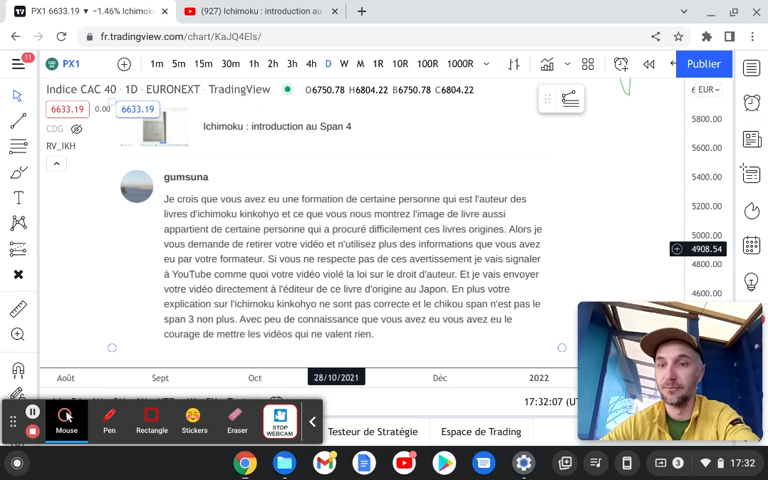 PX1 6633.19 ▼ −1.46% Ichimok
(927) Ichimoku : introduction au
fr.tradingview.com/chart/KaJQ4Els/
11
PX1
1m 5m 15m 30m 1h 2h 3h 4h D W M 1R 10R 100R 1000R
Publier
Indice CAC 40 · 1D · EURONEXT · TradingView
O6750.78 H6804.22 B6750.78 C6804.22
EUR
6633.19 0.00 6633.19
CDG
RV_IKH
Ichimoku : introduction au Span 4
gumsuna
Je crois que vous avez eu une formation de certaine personne qui est l'auteur des
livres d'ichimoku kinkohyo et ce que vous nous montrez l'image de livre aussi
appartient de certaine personne qui a procuré difficilement ces livres origines. Alors je
vous demande de retirer votre vidéo et n'utilisez plus des informations que vous avez
eu par votre formateur. Si vous ne respecte pas de ces avertissement je vais signaler
à YouTube comme quoi votre vidéo violé la loi sur le droit d'auteur. Et je vais envoyer
votre vidéo directement à l'éditeur de ce livre d'origine au Japon. En plus votre
explication sur l'ichimoku kinkohyo ne sont pas correcte et le chikou span n'est pas le
span 3 non plus. Avec peu de connaissance que vous avez eu vous avez eu le
courage de mettre les vidéos qui ne valent rien.
5800.00
5600.00
5400.00
5200.00
5000.00
4908.54
4800.00
4600.00
Août Sept Oct 28/10/2021 Déc 2022
17:32:07 (UT
Mouse Pen Rectangle Stickers Eraser STOP WEBCAM
Testeur de Stratégie Espace de Trading
3 17:32